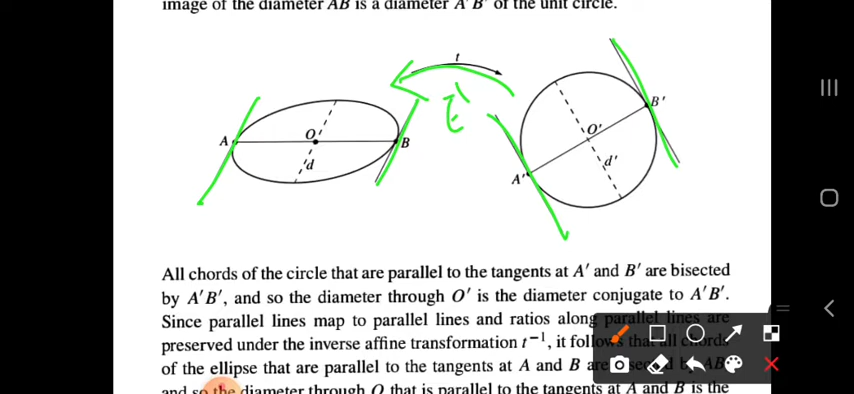 image of the diameter AB is a diameter A′B′ of the unit circle.
t
t⁻¹
A O B
d
B′
O′
d′
A′
All chords of the circle that are parallel to the tangents at A′ and B′ are bisected
by A′B′, and so the diameter through O′ is the diameter conjugate to A′B′.
Since parallel lines map to parallel lines and ratios along parallel lines are
preserved under the inverse affine transformation t⁻¹, it follows that all chords
of the ellipse that are parallel to the tangents at A and B are bisected by AB
and so the diameter through O that is parallel to the tangents at A and B is the